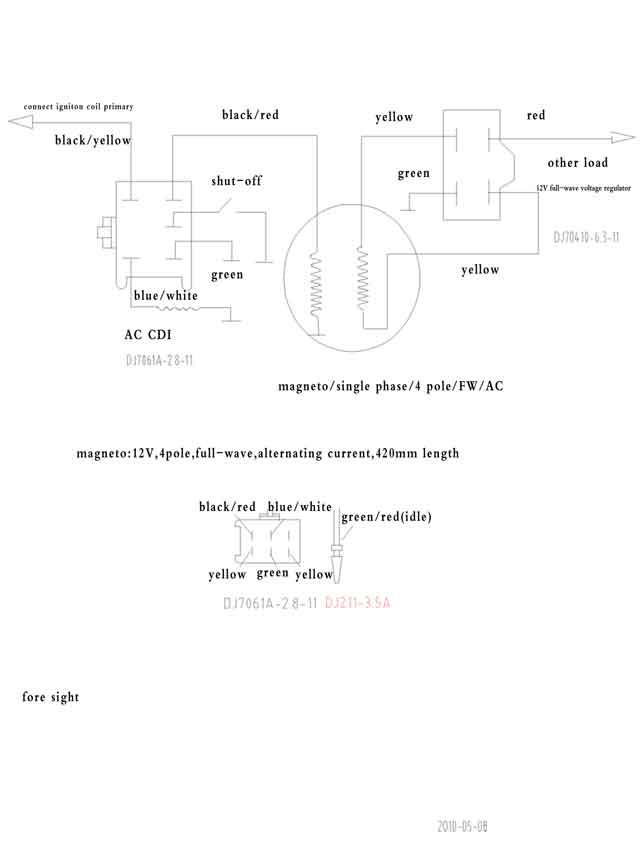 connect igniton coil primary
black/yellow
black/red
yellow
red
other load
12V full-wave voltage regulator
shut-off
green
DJ70410-6.3-11
green
yellow
blue/white
AC CDI
DJ7061A-2.8-11
magneto/single phase/4 pole/FW/AC
magneto:12V,4pole,full-wave,alternating current,420mm length
black/red blue/white
green/red(idle)
yellow green yellow
DJ7061A-2.8-11 DJ211-3.5A
fore sight
2010-05-08